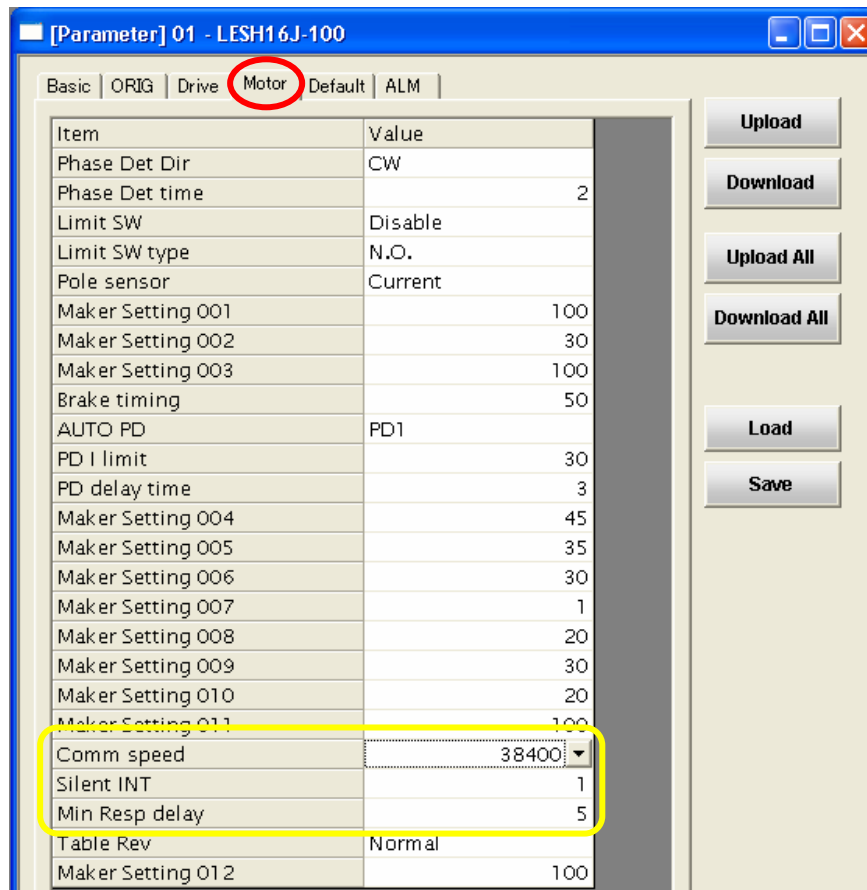 [Parameter] 01 - LESH16J-100
Basic ORIG Drive Motor Default ALM
Item Value
Phase Det Dir CW
Phase Det time 2
Limit SW Disable
Limit SW type N.O.
Pole sensor Current
Maker Setting 001 100
Maker Setting 002 30
Maker Setting 003 100
Brake timing 50
AUTO PD PD1
PD I limit 30
PD delay time 3
Maker Setting 004 45
Maker Setting 005 35
Maker Setting 006 30
Maker Setting 007 1
Maker Setting 008 20
Maker Setting 009 30
Maker Setting 010 20
Maker Setting 011 100
Comm speed 38400
Silent INT 1
Min Resp delay 5
Table Rev Normal
Maker Setting 012 100
Upload
Download
Upload All
Download All
Load
Save